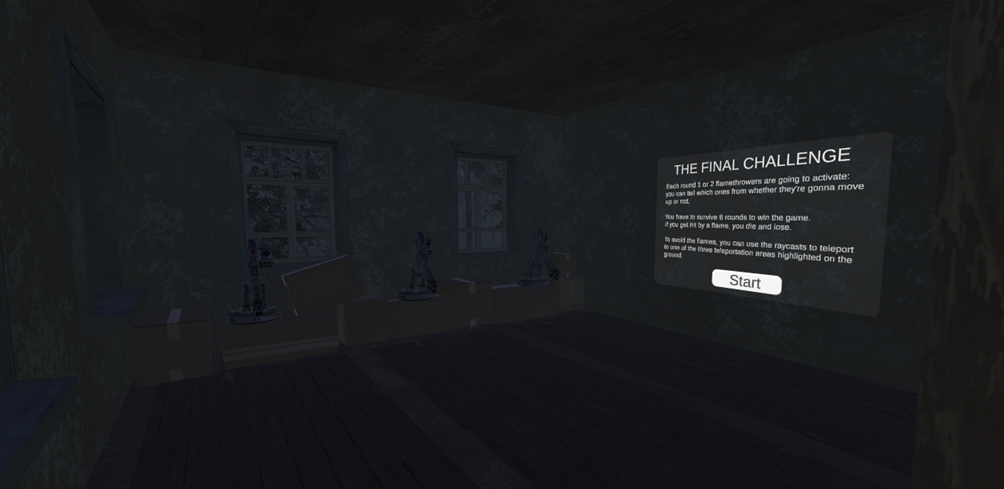 THE FINAL CHALLENGE
Each round 1 or 2 flamethrowers are going to activate:
you can tell which ones from whether they're gonna move
up or not.
You have to survive 6 rounds to win the game.
if you get hit by a flame, you die and lose.
To avoid the flames, you can use the raycasts to teleport
to one of the three teleportation areas highlighted on the
ground.
Start